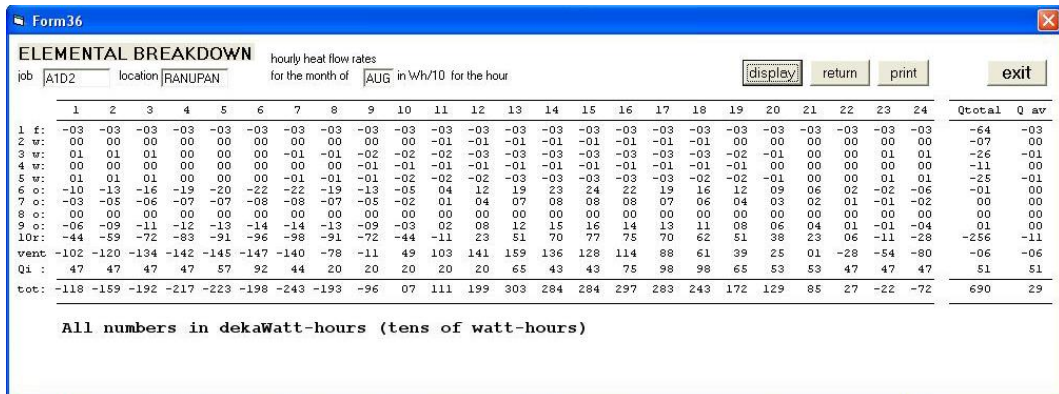 Form36
ELEMENTAL BREAKDOWN hourly heat flow rates
job A1D2 location RANUPAN for the month of AUG in Wh/10 for the hour display return print exit
1 2 3 4 5 6 7 8 9 10 11 12 13 14 15 16 17 18 19 20 21 22 23 24 Qtotal Q av
1 f: -03 -03 -03 -03 -03 -03 -03 -03 -03 -03 -03 -03 -03 -03 -03 -03 -03 -03 -03 -03 -03 -03 -03 -03 -64 -03
2 w: 00 00 00 00 00 00 00 00 00 00 -01 -01 -01 -01 -01 -01 -01 -01 00 00 00 00 00 00 -07 00
3 w: 01 01 01 00 00 00 -01 -01 -02 -02 -02 -03 -03 -03 -03 -03 -03 -03 -02 -01 00 00 01 01 -26 -01
4 w: 00 00 00 00 00 00 00 00 -01 -01 -01 -01 -01 -01 -01 -01 -01 -01 -01 00 00 00 00 00 -11 00
5 w: 01 01 01 00 00 00 -01 -01 -01 -02 -02 -02 -03 -03 -03 -03 -03 -02 -02 -01 00 00 01 01 -25 -01
6 o: -10 -13 -16 -19 -20 -22 -22 -19 -13 -05 04 12 19 23 24 22 19 16 12 09 06 02 -02 -06 -01 00
7 o: -03 -05 -06 -07 -07 -08 -08 -07 -05 -02 01 04 07 08 08 08 07 06 04 03 02 01 -01 -02 00 00
8 o: 00 00 00 00 00 00 00 00 00 00 00 00 00 00 00 00 00 00 00 00 00 00 00 00 00 00
9 o: -06 -09 -11 -12 -13 -14 -14 -13 -09 -03 02 08 12 15 16 14 13 11 08 06 04 01 -01 -04 01 00
10r: -44 -59 -72 -83 -91 -96 -98 -91 -72 -44 -11 23 51 70 77 75 70 62 51 38 23 06 -11 -28 -256 -11
vent -102 -120 -134 -142 -145 -147 -140 -78 -11 49 103 141 159 136 128 114 88 61 39 25 01 -28 -54 -80 -06 -06
Qi : 47 47 47 47 57 92 44 20 20 20 20 20 65 43 43 75 98 98 65 53 53 47 47 47 51 51
tot: -118 -159 -192 -217 -223 -198 -243 -193 -96 07 111 199 303 284 284 297 283 243 172 129 85 27 -22 -72 690 29
All numbers in dekaWatt-hours (tens of watt-hours)